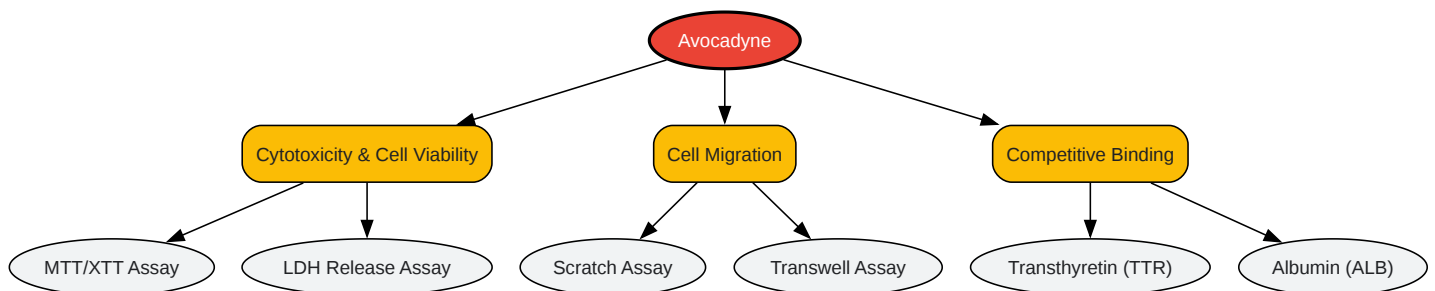 Avocadyne
Cytotoxicity & Cell Viability
Cell Migration
Competitive Binding
MTT/XTT Assay
LDH Release Assay
Scratch Assay
Transwell Assay
Transthyretin (TTR)
Albumin (ALB)